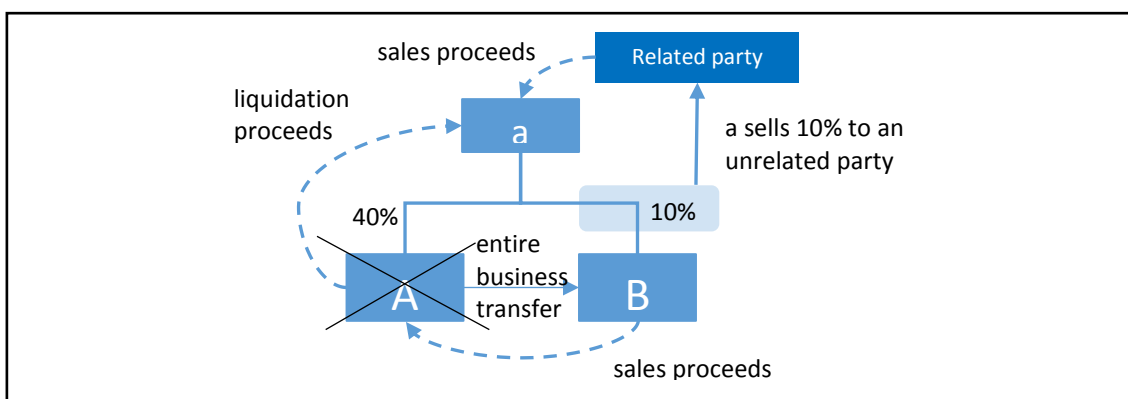 sales proceeds
Related party
liquidation
proceeds
a
a sells 10% to an
unrelated party
40%
10%
entire
business
transfer
A
B
sales proceeds